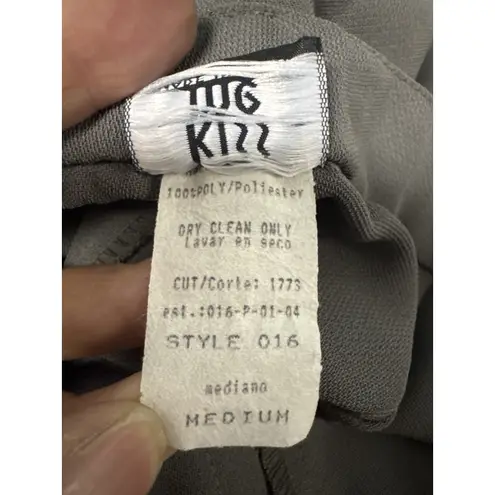 KIZZ
100%POLY/Poliester
DRY CLEAN ONLY
Lavar en seco
CUT/Corte: 1773
est.:016-P-01-04
STYLE 016
mediano
MEDIUM